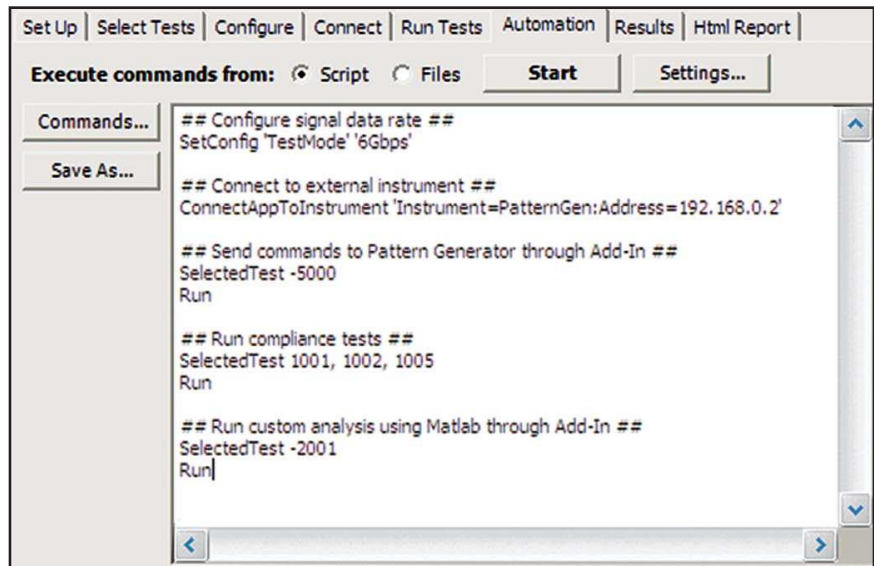 Set Up Select Tests Configure Connect Run Tests Automation Results Html Report
Execute commands from: Script Files Start Settings...
Commands...
Save As...
## Configure signal data rate ##
SetConfig 'TestMode' '6Gbps'
## Connect to external instrument ##
ConnectAppToInstrument 'Instrument=PatternGen:Address=192.168.0.2'
## Send commands to Pattern Generator through Add-In ##
SelectedTest -5000
Run
## Run compliance tests ##
SelectedTest 1001, 1002, 1005
Run
## Run custom analysis using Matlab through Add-In ##
SelectedTest -2001
Run